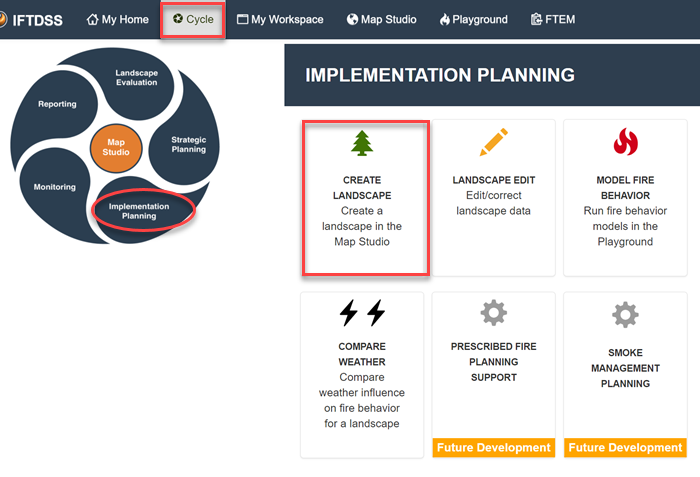 IFTDSS
My Home
Cycle
My Workspace
Map Studio
Playground
FTEM
Landscape
Evaluation
Reporting
Map
Studio
Strategic
Planning
Monitoring
Implementation
Planning
IMPLEMENTATION PLANNING
CREATE
LANDSCAPE
Create a
landscape in the
Map Studio
LANDSCAPE EDIT
Edit/correct
landscape data
MODEL FIRE
BEHAVIOR
Run fire behavior
models in the
Playground
COMPARE
WEATHER
Compare
weather influence
on fire behavior
for a landscape
PRESCRIBED FIRE
PLANNING
SUPPORT
Future Development
SMOKE
MANAGEMENT
PLANNING
Future Development